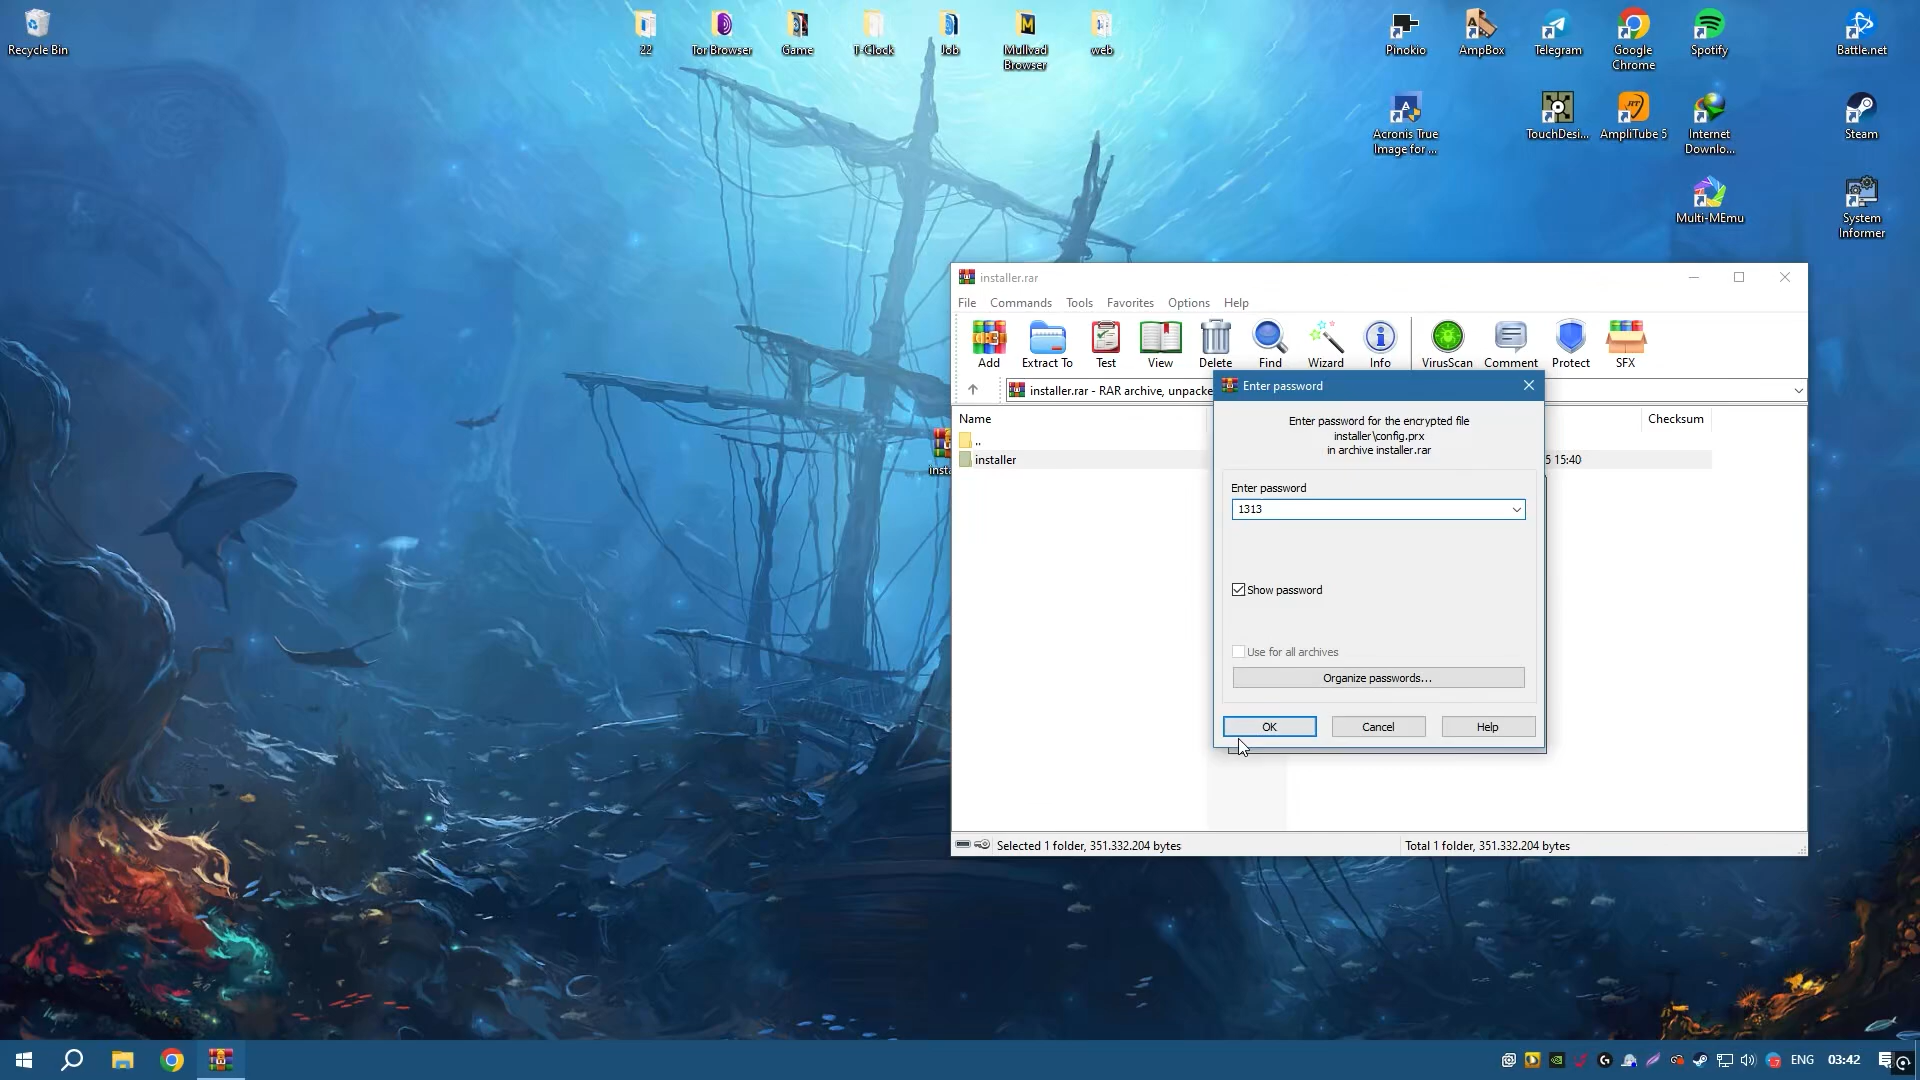 Recycle Bin
22
Tor Browser
Game
T-Clock
Job
Mullvad
Browser
web
Pinokio
AmpBox
Telegram
Google
Chrome
Spotify
Battle.net
Acronis True
Image for ...
TouchDesi...
AmpliTube 5
Internet
Downlo...
Steam
Multi-MEmu
System
Informer
installer.rar
File Commands Tools Favorites Options Help
Add Extract To Test View Delete Find Wizard Info VirusScan Comment Protect SFX
installer.rar - RAR archive, unpacke
Name Checksum
..
installer 5 15:40
insta
Enter password
Enter password for the encrypted file
installer\config.prx
in archive installer.rar
Enter password
1313
Show password
Use for all archives
Organize passwords...
OK Cancel Help
Selected 1 folder, 351.332.204 bytes Total 1 folder, 351.332.204 bytes
ENG 03:42